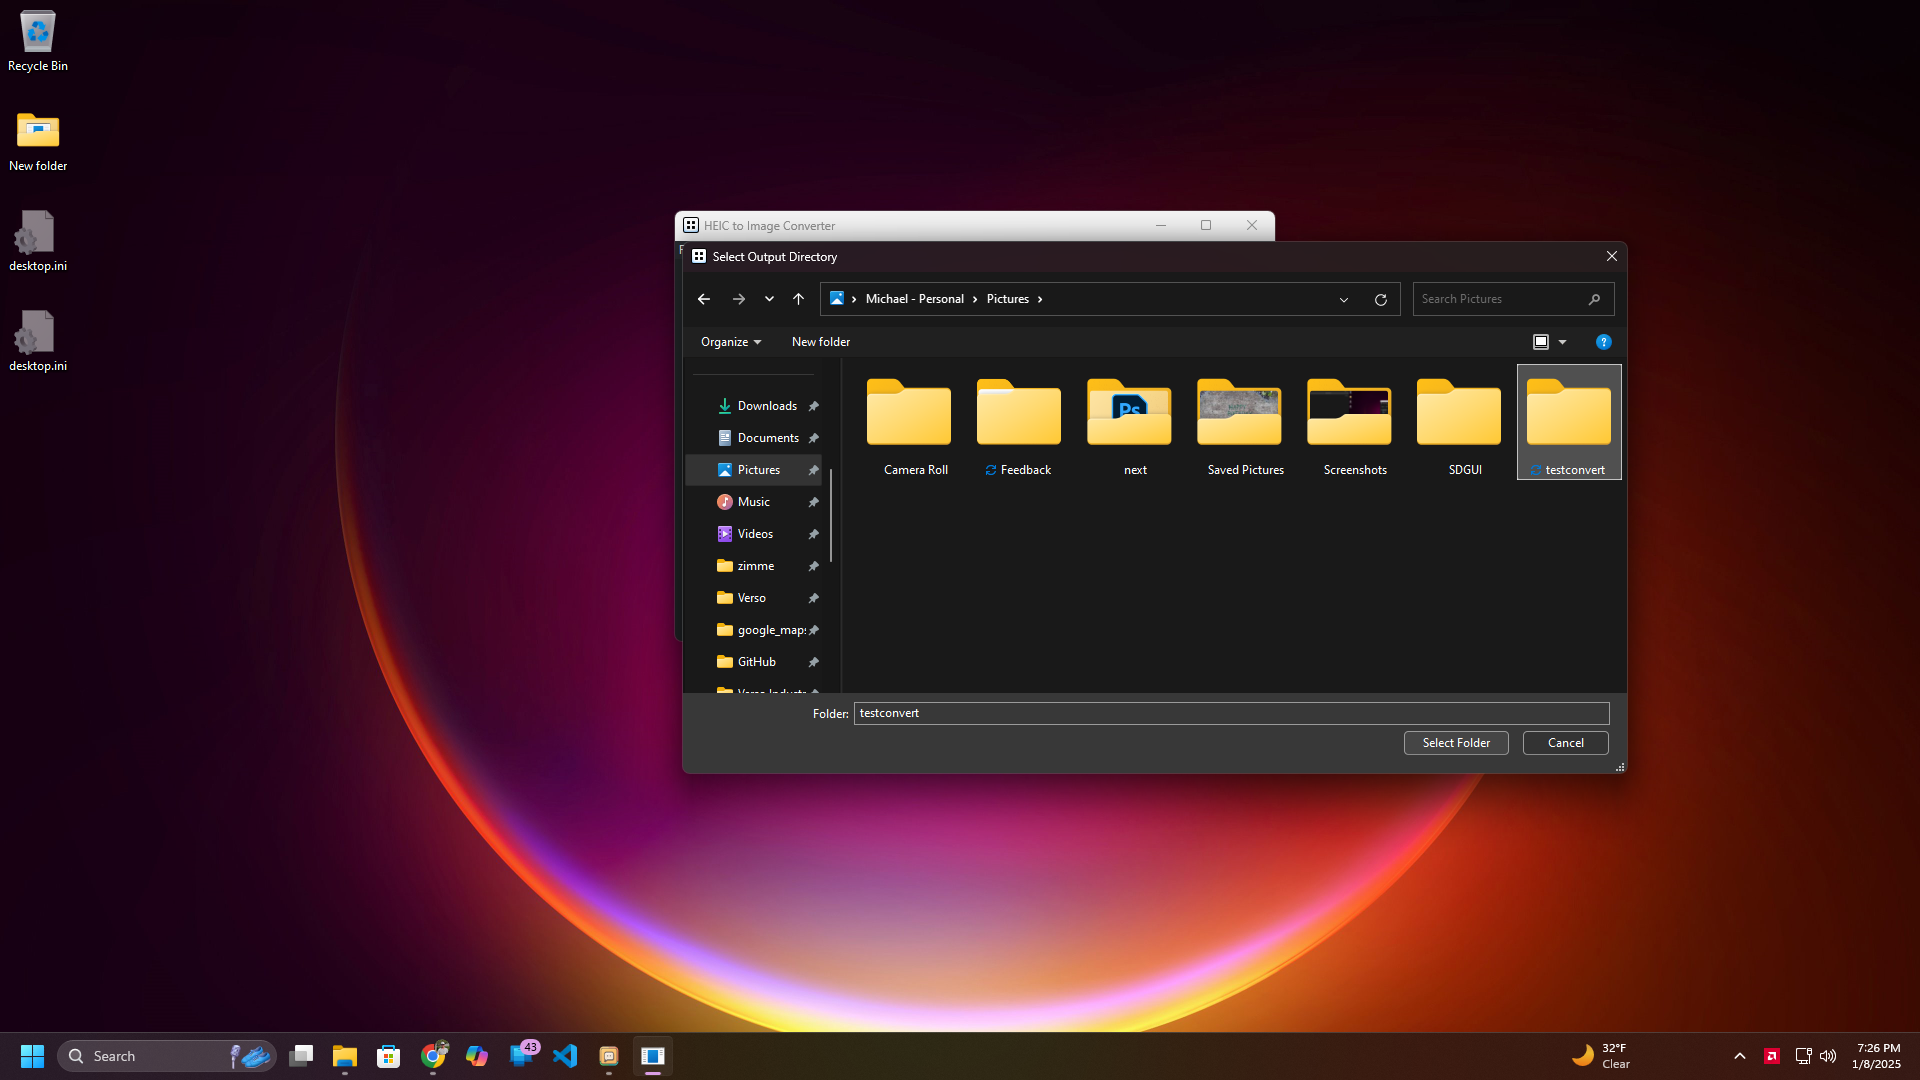 Recycle Bin
New folder
desktop.ini
desktop.ini
HEIC to Image Converter
Select Output Directory
Michael - Personal
Pictures
Search Pictures
Organize
New folder
Downloads
Documents
Pictures
Music
Videos
zimme
Verso
google_maps
GitHub
Camera Roll
Feedback
next
Saved Pictures
Screenshots
SDGUI
testconvert
Ps
Folder:
testconvert
Select Folder
Cancel
Search
43
32°F
Clear
7:26 PM
1/8/2025